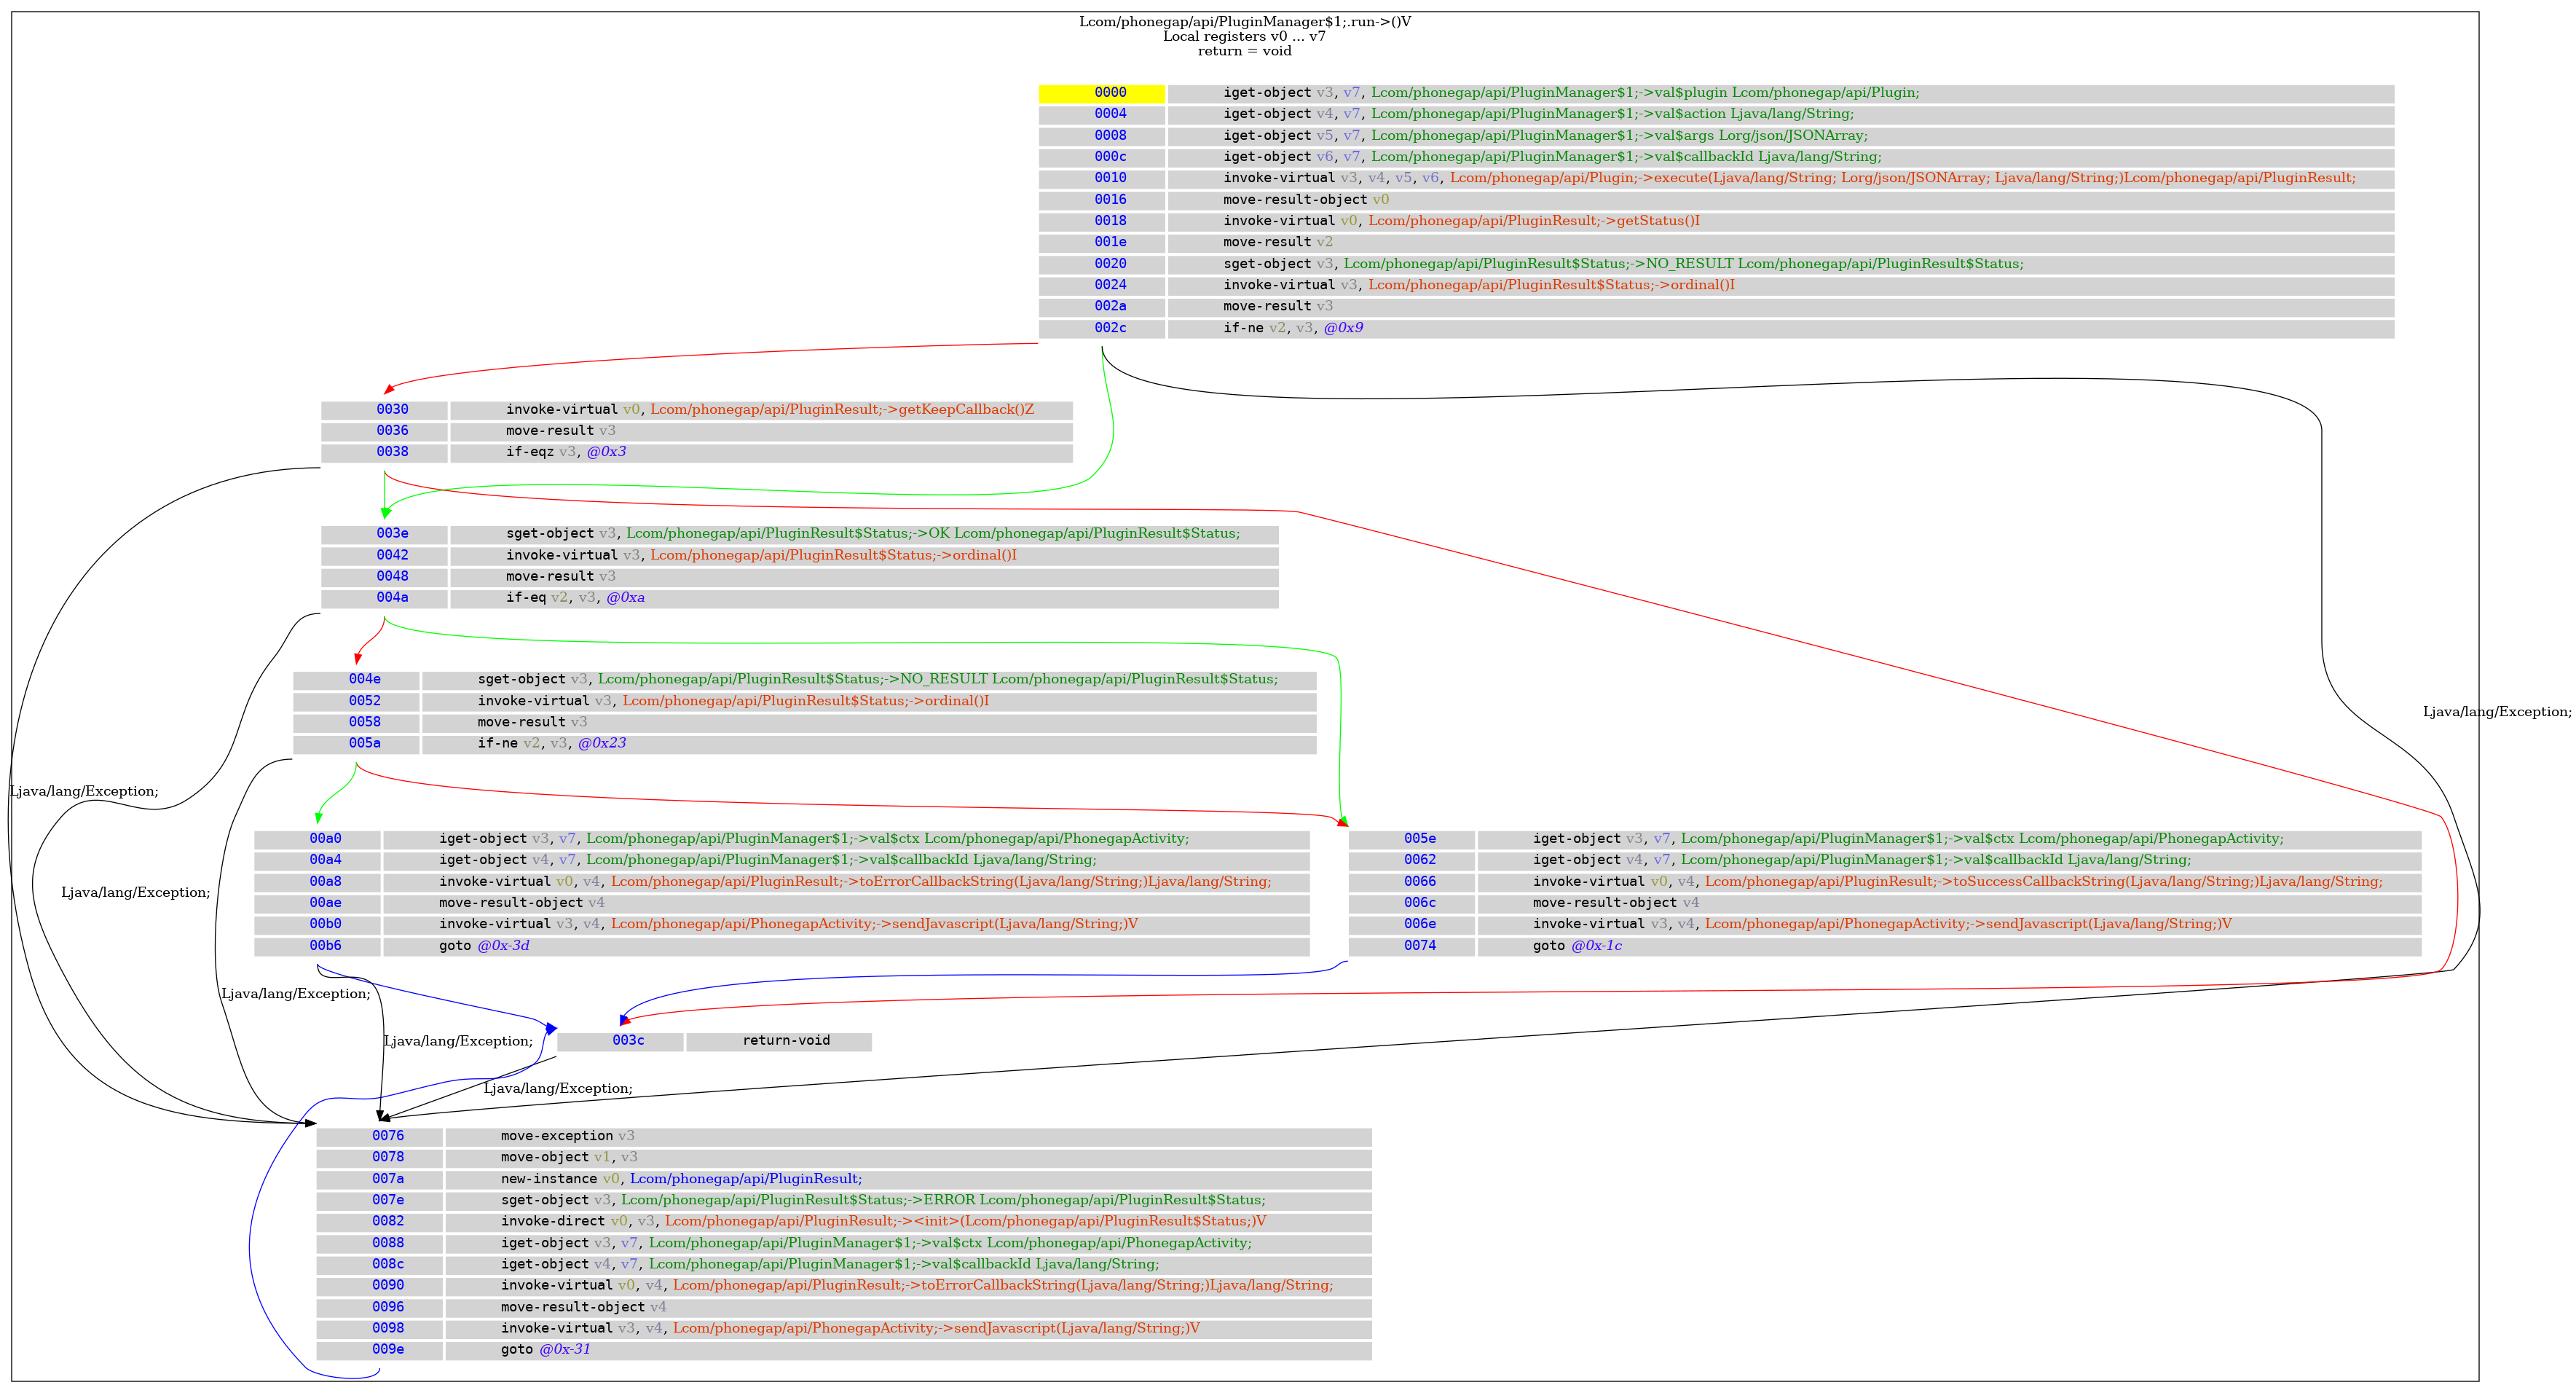 Lcom/phonegap/api/PluginManager$1;.run->()V
Local registers v0 ... v7
return = void
0000 iget-object v3, v7, Lcom/phonegap/api/PluginManager$1;->val$plugin Lcom/phonegap/api/Plugin;
0004 iget-object v4, v7, Lcom/phonegap/api/PluginManager$1;->val$action Ljava/lang/String;
0008 iget-object v5, v7, Lcom/phonegap/api/PluginManager$1;->val$args Lorg/json/JSONArray;
000c iget-object v6, v7, Lcom/phonegap/api/PluginManager$1;->val$callbackId Ljava/lang/String;
0010 invoke-virtual v3, v4, v5, v6, Lcom/phonegap/api/Plugin;->execute(Ljava/lang/String; Lorg/json/JSONArray; Ljava/lang/String;)Lcom/phonegap/api/PluginResult;
0016 move-result-object v0
0018 invoke-virtual v0, Lcom/phonegap/api/PluginResult;->getStatus()I
001e move-result v2
0020 sget-object v3, Lcom/phonegap/api/PluginResult$Status;->NO_RESULT Lcom/phonegap/api/PluginResult$Status;
0024 invoke-virtual v3, Lcom/phonegap/api/PluginResult$Status;->ordinal()I
002a move-result v3
002c if-ne v2, v3, @0x9
0030 invoke-virtual v0, Lcom/phonegap/api/PluginResult;->getKeepCallback()Z
0036 move-result v3
0038 if-eqz v3, @0x3
003e sget-object v3, Lcom/phonegap/api/PluginResult$Status;->OK Lcom/phonegap/api/PluginResult$Status;
0042 invoke-virtual v3, Lcom/phonegap/api/PluginResult$Status;->ordinal()I
0048 move-result v3
004a if-eq v2, v3, @0xa
004e sget-object v3, Lcom/phonegap/api/PluginResult$Status;->NO_RESULT Lcom/phonegap/api/PluginResult$Status;
0052 invoke-virtual v3, Lcom/phonegap/api/PluginResult$Status;->ordinal()I
0058 move-result v3
005a if-ne v2, v3, @0x23
Ljava/lang/Exception;
Ljava/lang/Exception;
Ljava/lang/Exception;
00a0 iget-object v3, v7, Lcom/phonegap/api/PluginManager$1;->val$ctx Lcom/phonegap/api/PhonegapActivity;
00a4 iget-object v4, v7, Lcom/phonegap/api/PluginManager$1;->val$callbackId Ljava/lang/String;
00a8 invoke-virtual v0, v4, Lcom/phonegap/api/PluginResult;->toErrorCallbackString(Ljava/lang/String;)Ljava/lang/String;
00ae move-result-object v4
00b0 invoke-virtual v3, v4, Lcom/phonegap/api/PhonegapActivity;->sendJavascript(Ljava/lang/String;)V
00b6 goto @0x-3d
005e iget-object v3, v7, Lcom/phonegap/api/PluginManager$1;->val$ctx Lcom/phonegap/api/PhonegapActivity;
0062 iget-object v4, v7, Lcom/phonegap/api/PluginManager$1;->val$callbackId Ljava/lang/String;
0066 invoke-virtual v0, v4, Lcom/phonegap/api/PluginResult;->toSuccessCallbackString(Ljava/lang/String;)Ljava/lang/String;
006c move-result-object v4
006e invoke-virtual v3, v4, Lcom/phonegap/api/PhonegapActivity;->sendJavascript(Ljava/lang/String;)V
0074 goto @0x-1c
Ljava/lang/Exception;
Ljava/lang/Exception;
003c return-void
Ljava/lang/Exception;
0076 move-exception v3
0078 move-object v1, v3
007a new-instance v0, Lcom/phonegap/api/PluginResult;
007e sget-object v3, Lcom/phonegap/api/PluginResult$Status;->ERROR Lcom/phonegap/api/PluginResult$Status;
0082 invoke-direct v0, v3, Lcom/phonegap/api/PluginResult;-><init>(Lcom/phonegap/api/PluginResult$Status;)V
0088 iget-object v3, v7, Lcom/phonegap/api/PluginManager$1;->val$ctx Lcom/phonegap/api/PhonegapActivity;
008c iget-object v4, v7, Lcom/phonegap/api/PluginManager$1;->val$callbackId Ljava/lang/String;
0090 invoke-virtual v0, v4, Lcom/phonegap/api/PluginResult;->toErrorCallbackString(Ljava/lang/String;)Ljava/lang/String;
0096 move-result-object v4
0098 invoke-virtual v3, v4, Lcom/phonegap/api/PhonegapActivity;->sendJavascript(Ljava/lang/String;)V
009e goto @0x-31